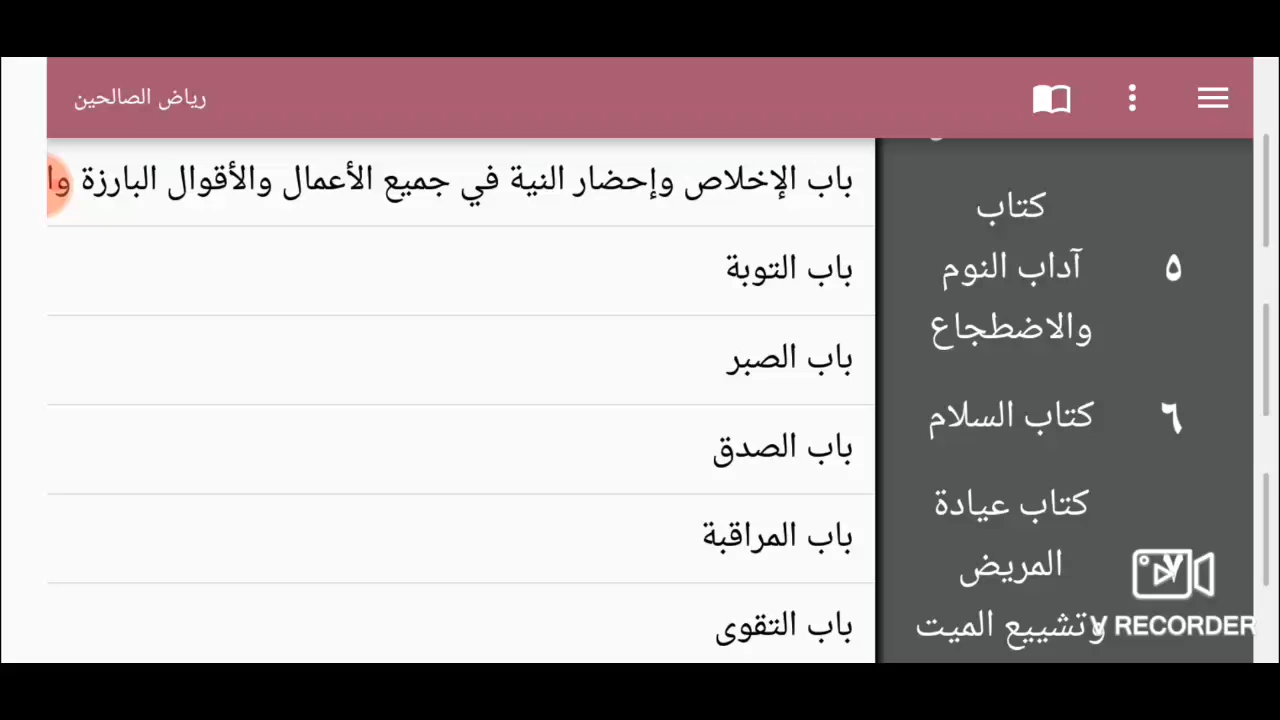 رياض الصالحين
كتاب
٥ آداب النوم
والاضطجاع
٦ كتاب السلام
كتاب عيادة
المريض
وتشييع الميت
باب الإخلاص وإحضار النية في جميع الأعمال والأقوال البارزة
باب التوبة
باب الصبر
باب الصدق
باب المراقبة
باب التقوى
V RECORDER